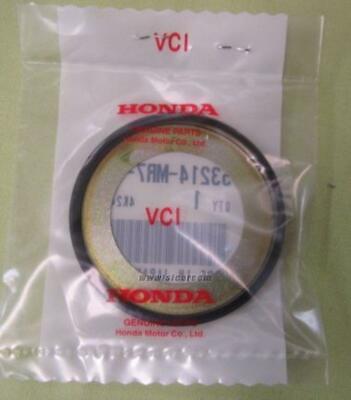 VCI
HONDA
GENUINE PARTS
Honda Motor Co., Ltd.
53214-MR7-
QTY 1
VCI
HONDA
GENUINE
Honda Motor Co., Ltd.